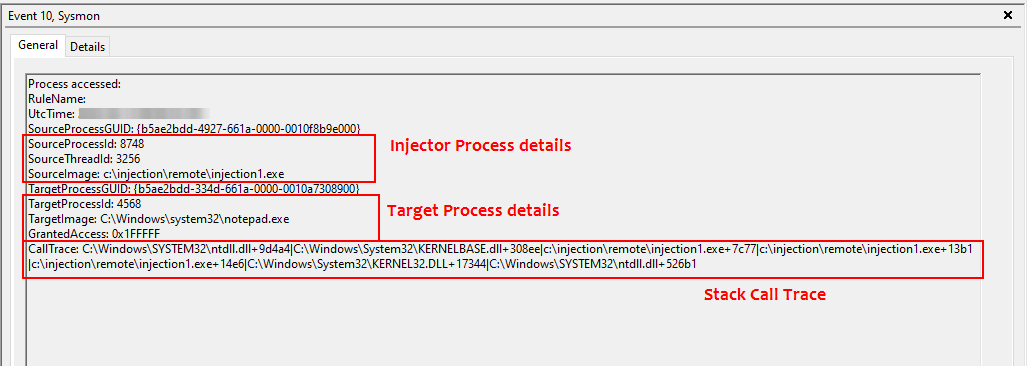 Event 10, Sysmon
General Details
Process accessed:
RuleName:
UtcTime:
SourceProcessGUID: {b5ae2bdd-4927-661a-0000-0010f8b9e000}
SourceProcessId: 8748
Injector Process details
SourceThreadId: 3256
SourceImage: c:\injection\remote\injection1.exe
TargetProcessGUID: {b5ae2bdd-334d-661a-0000-0010a7308900}
TargetProcessId: 4568
Target Process details
TargetImage: C:\Windows\system32\notepad.exe
GrantedAccess: 0x1FFFFF
CallTrace: C:\Windows\SYSTEM32\ntdll.dll+9d4a4|C:\Windows\System32\KERNELBASE.dll+308ee|c:\injection\remote\injection1.exe+7c77|c:\injection\remote\injection1.exe+13b1
|c:\injection\remote\injection1.exe+14e6|C:\Windows\System32\KERNEL32.DLL+17344|C:\Windows\SYSTEM32\ntdll.dll+526b1
Stack Call Trace